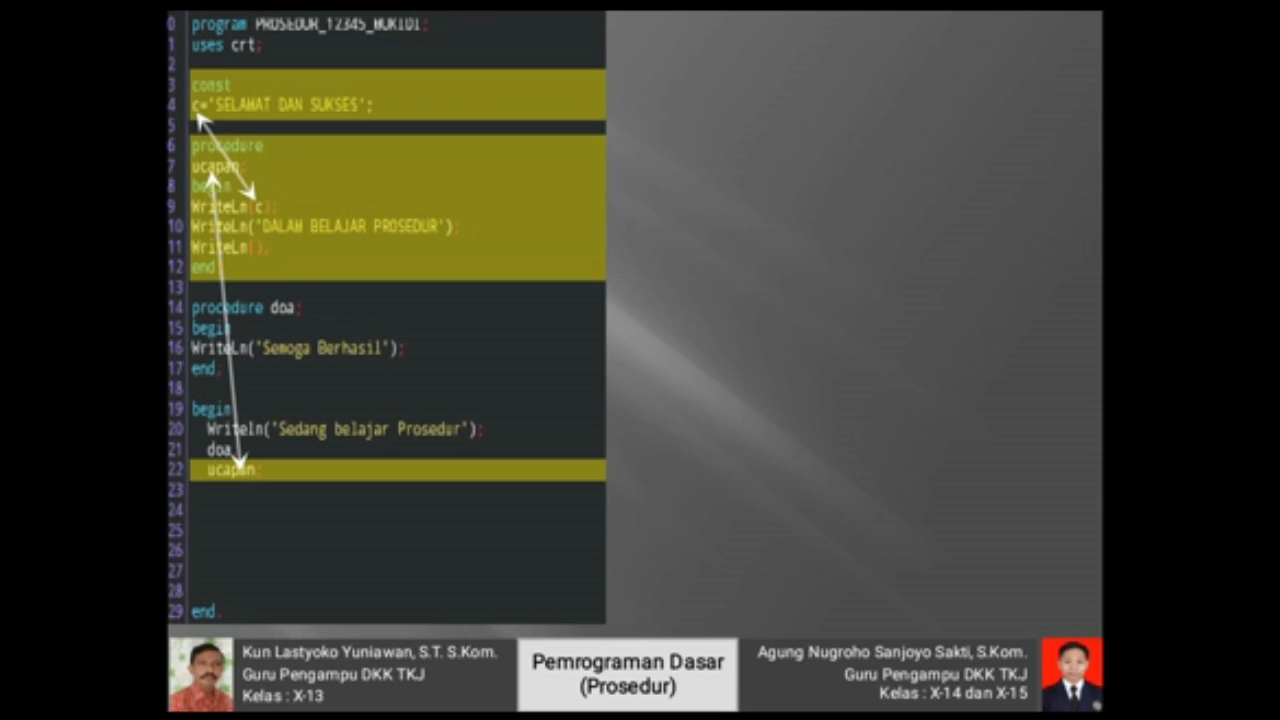 0 program PROSEDUR_12345_MUKIDI;
1 uses crt;
2
3 const
4 c='SELAMAT DAN SUKSES';
5
6 procedure
7 ucapan;
8 begin
9 WriteLn(c);
10 WriteLn('DALAM BELAJAR PROSEDUR');
11 WriteLn();
12 end;
13
14 procedure doa;
15 begin
16 WriteLn('Semoga Berhasil');
17 end;
18
19 begin
20 Writeln('Sedang belajar Prosedur');
21 doa;
22 ucapan;
23
24
25
26
27
28
29 end.
Kun Lastyoko Yuniawan, S.T. S.Kom.
Guru Pengampu DKK TKJ
Kelas : X-13
Pemrograman Dasar
(Prosedur)
Agung Nugroho Sanjoyo Sakti, S.Kom.
Guru Pengampu DKK TKJ
Kelas : X-14 dan X-15